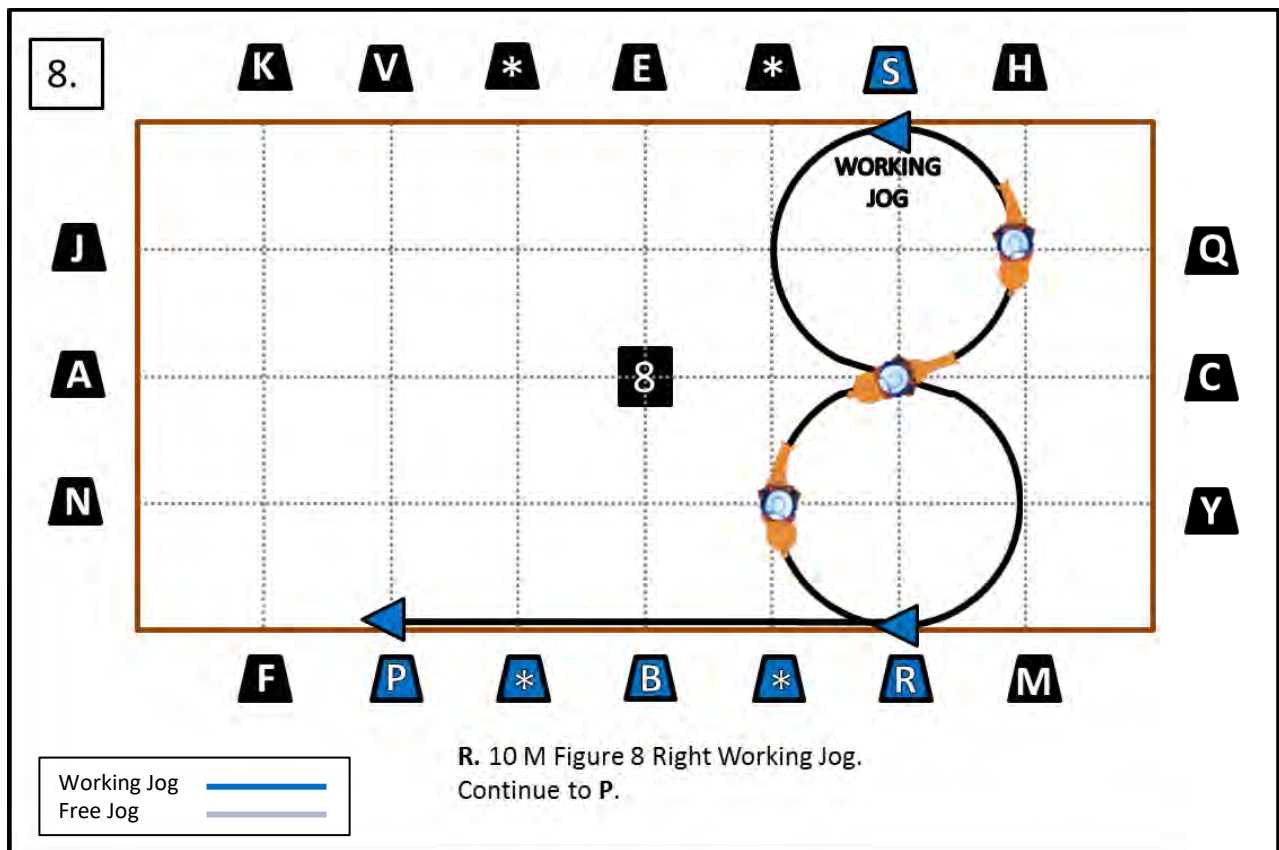 8.
K V * E * S H
WORKING
JOG
J Q
A 8 C
N Y
F P * B * R M
R. 10 M Figure 8 Right Working Jog.
Continue to P.
Working Jog
Free Jog